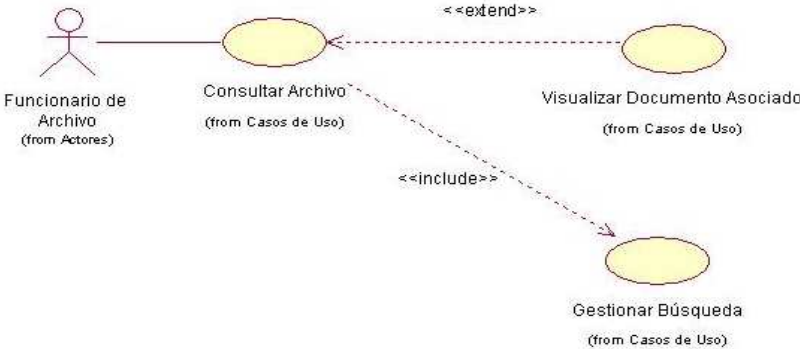 <<extend>>
Funcionario de
Archivo
(from Actores)
Consultar Archivo
(from Casos de Uso)
Visualizar Documento Asociado
(from Casos de Uso)
<<include>>
Gestionar Búsqueda
(from Casos de Uso)